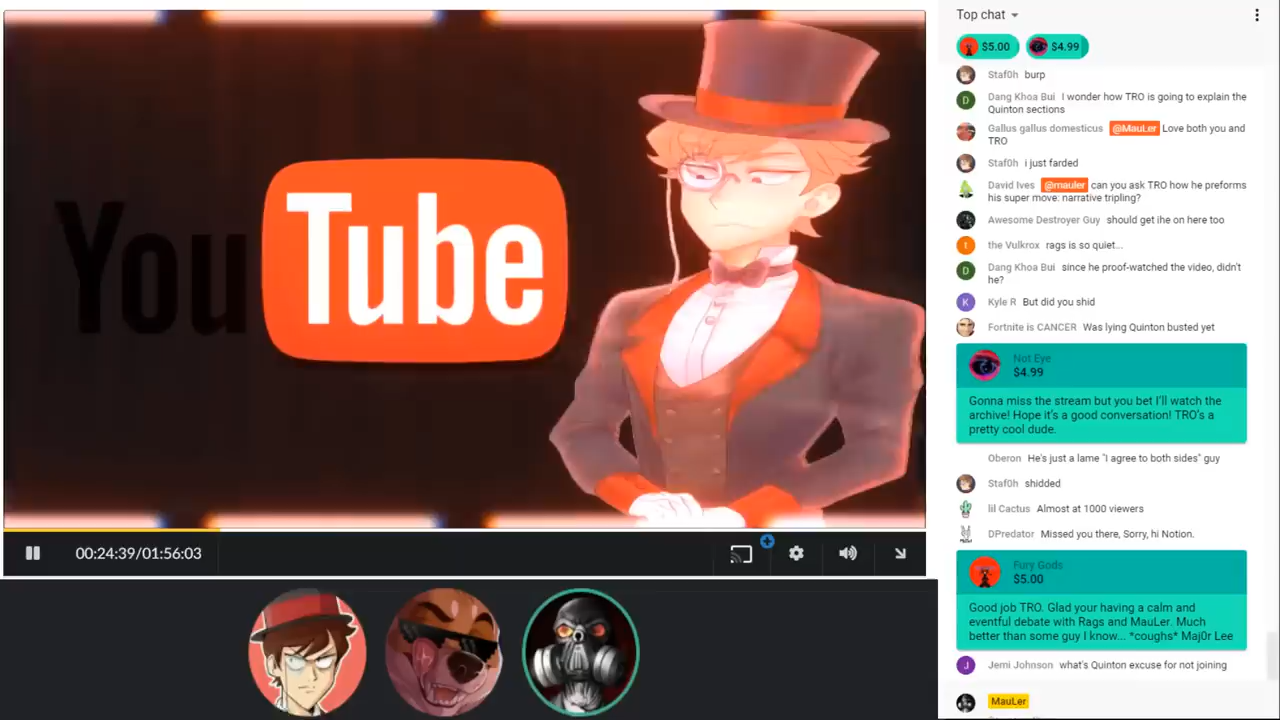 You Tube
00:24:39/01:56:03
Top chat
$5.00
$4.99
Staf0h burp
Dang Khoa Bui I wonder how TRO is going to explain the
Quinton sections
Gallus gallus domesticus @MauLer Love both you and
TRO
Staf0h i just farded
David Ives @mauler can you ask TRO how he preforms
his super move: narrative tripling?
Awesome Destroyer Guy should get ihe on here too
t
the Vulkrox rags is so quiet...
D
Dang Khoa Bui since he proof-watched the video, didn't
he?
K
Kyle R But did you shid
Fortnite is CANCER Was lying Quinton busted yet
Not Eye
$4.99
Gonna miss the stream but you bet I'll watch the
archive! Hope it's a good conversation! TRO's a
pretty cool dude.
Oberon He's just a lame "I agree to both sides" guy
Staf0h shidded
lil Cactus Almost at 1000 viewers
DPredator Missed you there, Sorry, hi Notion.
Fury Gods
$5.00
Good job TRO. Glad your having a calm and
eventful debate with Rags and MauLer. Much
better than some guy I know... *coughs* Maj0r Lee
J
Jemi Johnson what's Quinton excuse for not joining
MauLer